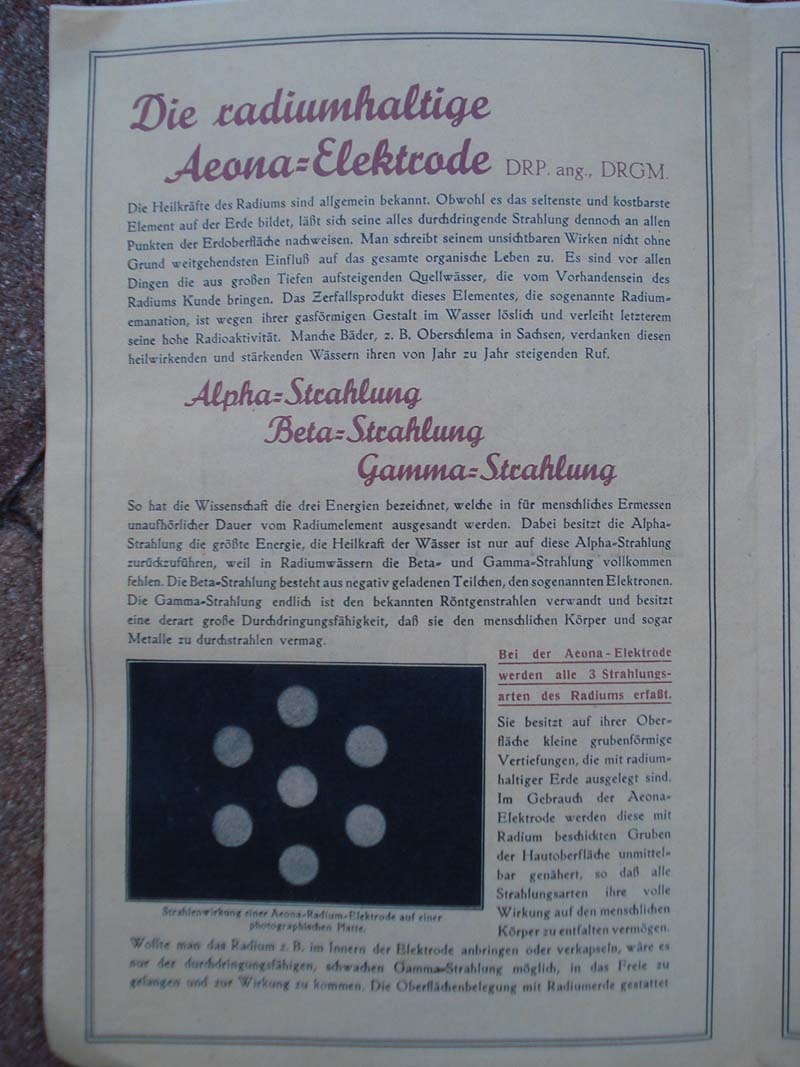 Die radiumhaltige
Aeona=Elektrode DRP. ang., DRGM.
Die Heilkräfte des Radiums sind allgemein bekannt. Obwohl es das seltenste und kostbarste
Element auf der Erde bildet, läßt sich seine alles durchdringende Strahlung dennoch an allen
Punkten der Erdoberfläche nachweisen. Man schreibt seinem unsichtbaren Wirken nicht ohne
Grund weitgehendsten Einfluß auf das gesamte organische Leben zu. Es sind vor allen
Dingen die aus großen Tiefen aufsteigenden Quellwässer, die vom Vorhandensein des
Radiums Kunde bringen. Das Zerfallsprodukt dieses Elementes, die sogenannte Radium=
emanation, ist wegen ihrer gasförmigen Gestalt im Wasser löslich und verleiht letzterem
seine hohe Radioaktivität. Manche Bäder, z. B. Oberschlema in Sachsen, verdanken diesen
heilwirkenden und stärkenden Wässern ihren von Jahr zu Jahr steigenden Ruf.
Alpha=Strahlung
Beta=Strahlung
Gamma=Strahlung
So hat die Wissenschaft die drei Energien bezeichnet, welche in für menschliches Ermessen
unaufhörlicher Dauer vom Radiumelement ausgesandt werden. Dabei besitzt die Alpha=
Strahlung die größte Energie, die Heilkraft der Wässer ist nur auf diese Alpha=Strahlung
zurückzuführen, weil in Radiumwässern die Beta= und Gamma=Strahlung vollkommen
fehlen. Die Beta=Strahlung besteht aus negativ geladenen Teilchen, den sogenannten Elektronen.
Die Gamma=Strahlung endlich ist den bekannten Röntgenstrahlen verwandt und besitzt
eine derart große Durchdringungsfähigkeit, daß sie den menschlichen Körper und sogar
Metalle zu durchstrahlen vermag.
Bei der Aeona-Elektrode
werden alle 3 Strahlungs-
arten des Radiums erfaßt.
Sie besitzt auf ihrer Ober=
fläche kleine grubenförmige
Vertiefungen, die mit radium=
haltiger Erde ausgelegt sind.
Im Gebrauch der Aeona=
Elektrode werden diese mit
Radium beschickten Gruben
der Hautoberfläche unmittel=
bar genähert, so daß alle
Strahlungsarten ihre volle
Wirkung auf den menschlichen
Körper zu entfalten vermögen.
Strahlenwirkung einer Aeona=Radium=Elektrode auf einer
photographischen Platte.
Wollte man das Radium z. B. im Innern der Elektrode anbringen oder verkapseln, wäre es
nur der durchdringungsfähigen, schwachen Gamma=Strahlung möglich, in das Freie zu
gelangen und zur Wirkung zu kommen. Die Oberflächenbelegung mit Radiumerde gestattet